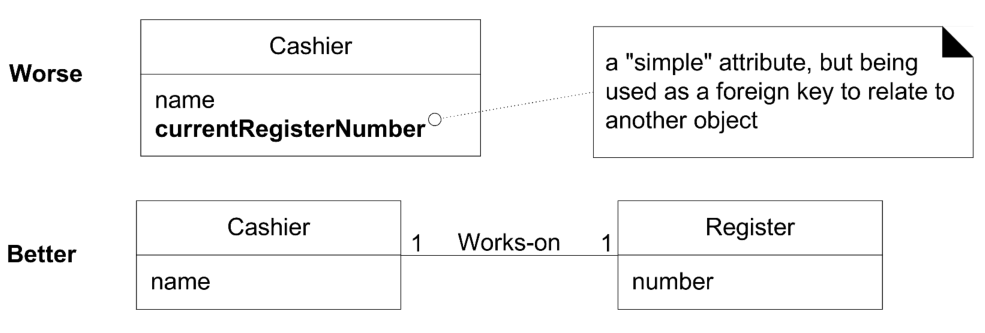 Worse
Cashier
name
currentRegisterNumber
a "simple" attribute, but being
used as a foreign key to relate to
another object
Better
Cashier
name
1 Works-on 1
Register
number